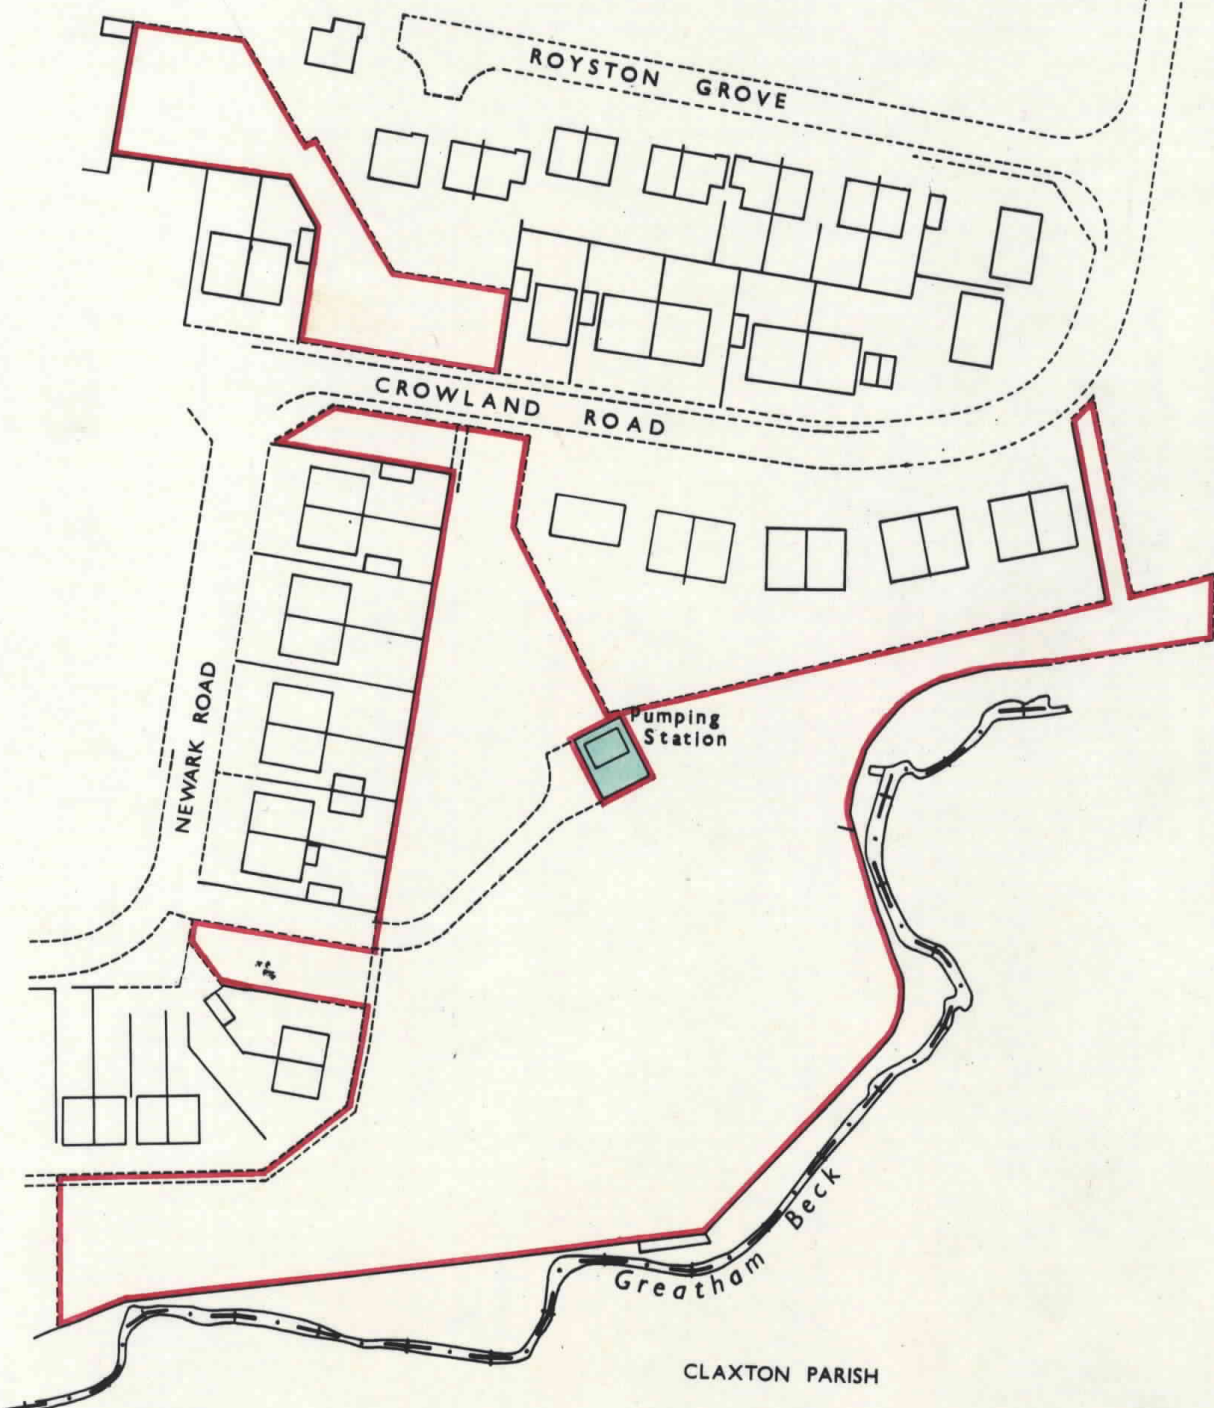 ROYSTON GROVE
CROWLAND ROAD
NEWARK ROAD
Pumping
Station
Greatham Beck
CLAXTON PARISH